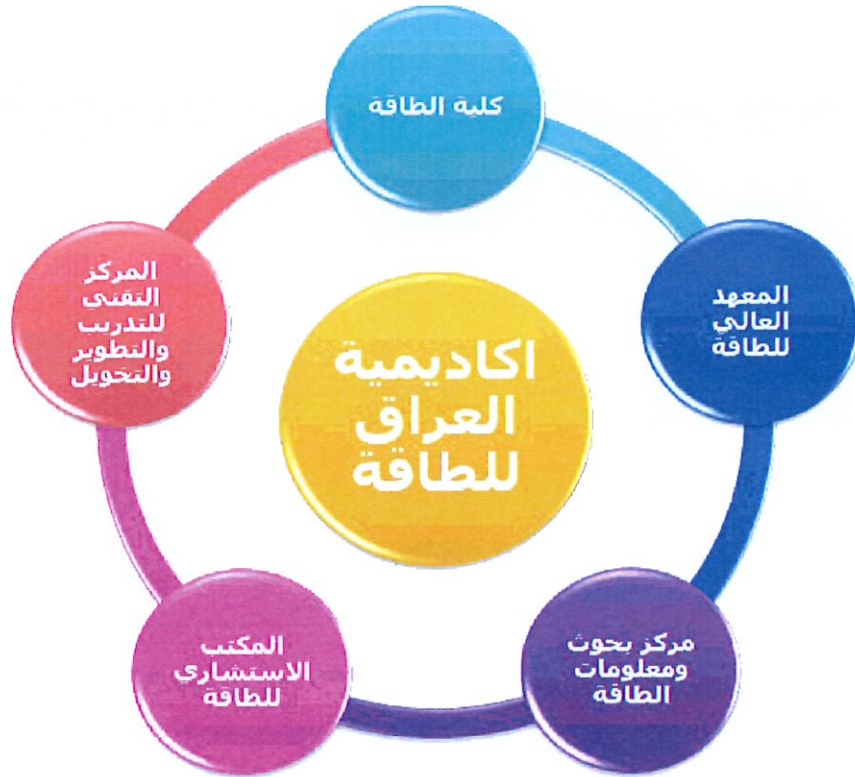 كلية الطاقة
المعهد
العالي
للطاقة
مركز بحوث
ومعلومات
الطاقة
المكتب
الاستشاري
للطاقة
المركز
التقني
للتدريب
والتطوير
والتخويل
اكاديمية
العراق
للطاقة